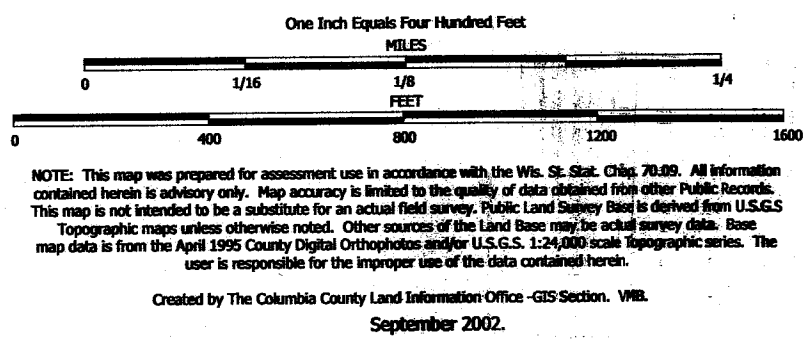 One Inch Equals Four Hundred Feet
MILES
0 1/16 1/8 1/4
FEET
0 400 800 1200 1600
NOTE: This map was prepared for assessment use in accordance with the Wis. St. Stat. Chap. 70.09. All information
contained herein is advisory only. Map accuracy is limited to the quality of data obtained from other Public Records.
This map is not intended to be a substitute for an actual field survey. Public Land Survey Base is derived from U.S.G.S
Topographic maps unless otherwise noted. Other sources of the Land Base may be actual survey data. Base
map data is from the April 1995 County Digital Orthophotos and/or U.S.G.S. 1:24,000 scale Topographic series. The
user is responsible for the improper use of the data contained herein.
Created by The Columbia County Land Information Office -GIS Section. VMB.
September 2002.